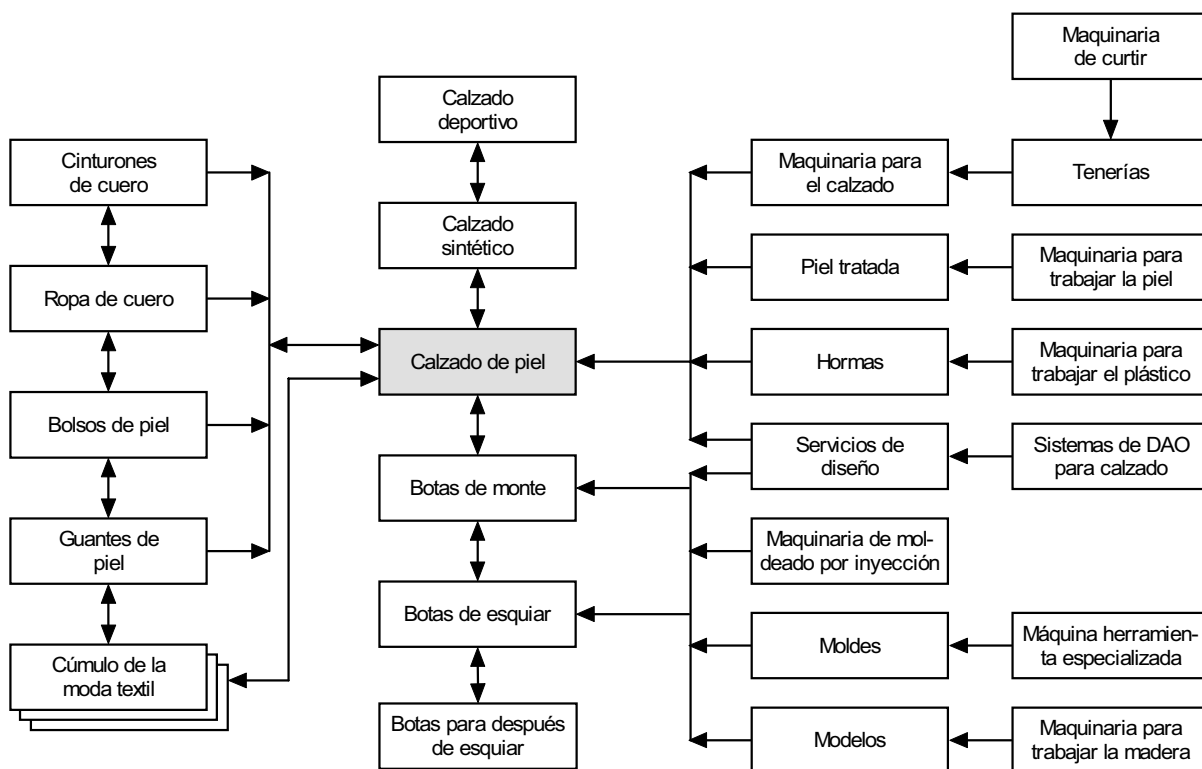 Maquinaria
de curtir
Calzado
deportivo
Cinturones
de cuero
Maquinaria para
el calzado
Tenerías
Calzado
sintético
Ropa de cuero
Piel tratada
Maquinaria para
trabajar la piel
Calzado de piel
Hormas
Maquinaria para
trabajar el plástico
Bolsos de piel
Servicios de
diseño
Sistemas de DAO
para calzado
Botas de monte
Guantes de
piel
Maquinaria de mol-
deado por inyección
Botas de esquiar
Cúmulo de la
moda textil
Moldes
Máquina herramien-
ta especializada
Botas para después
de esquiar
Modelos
Maquinaria para
trabajar la madera